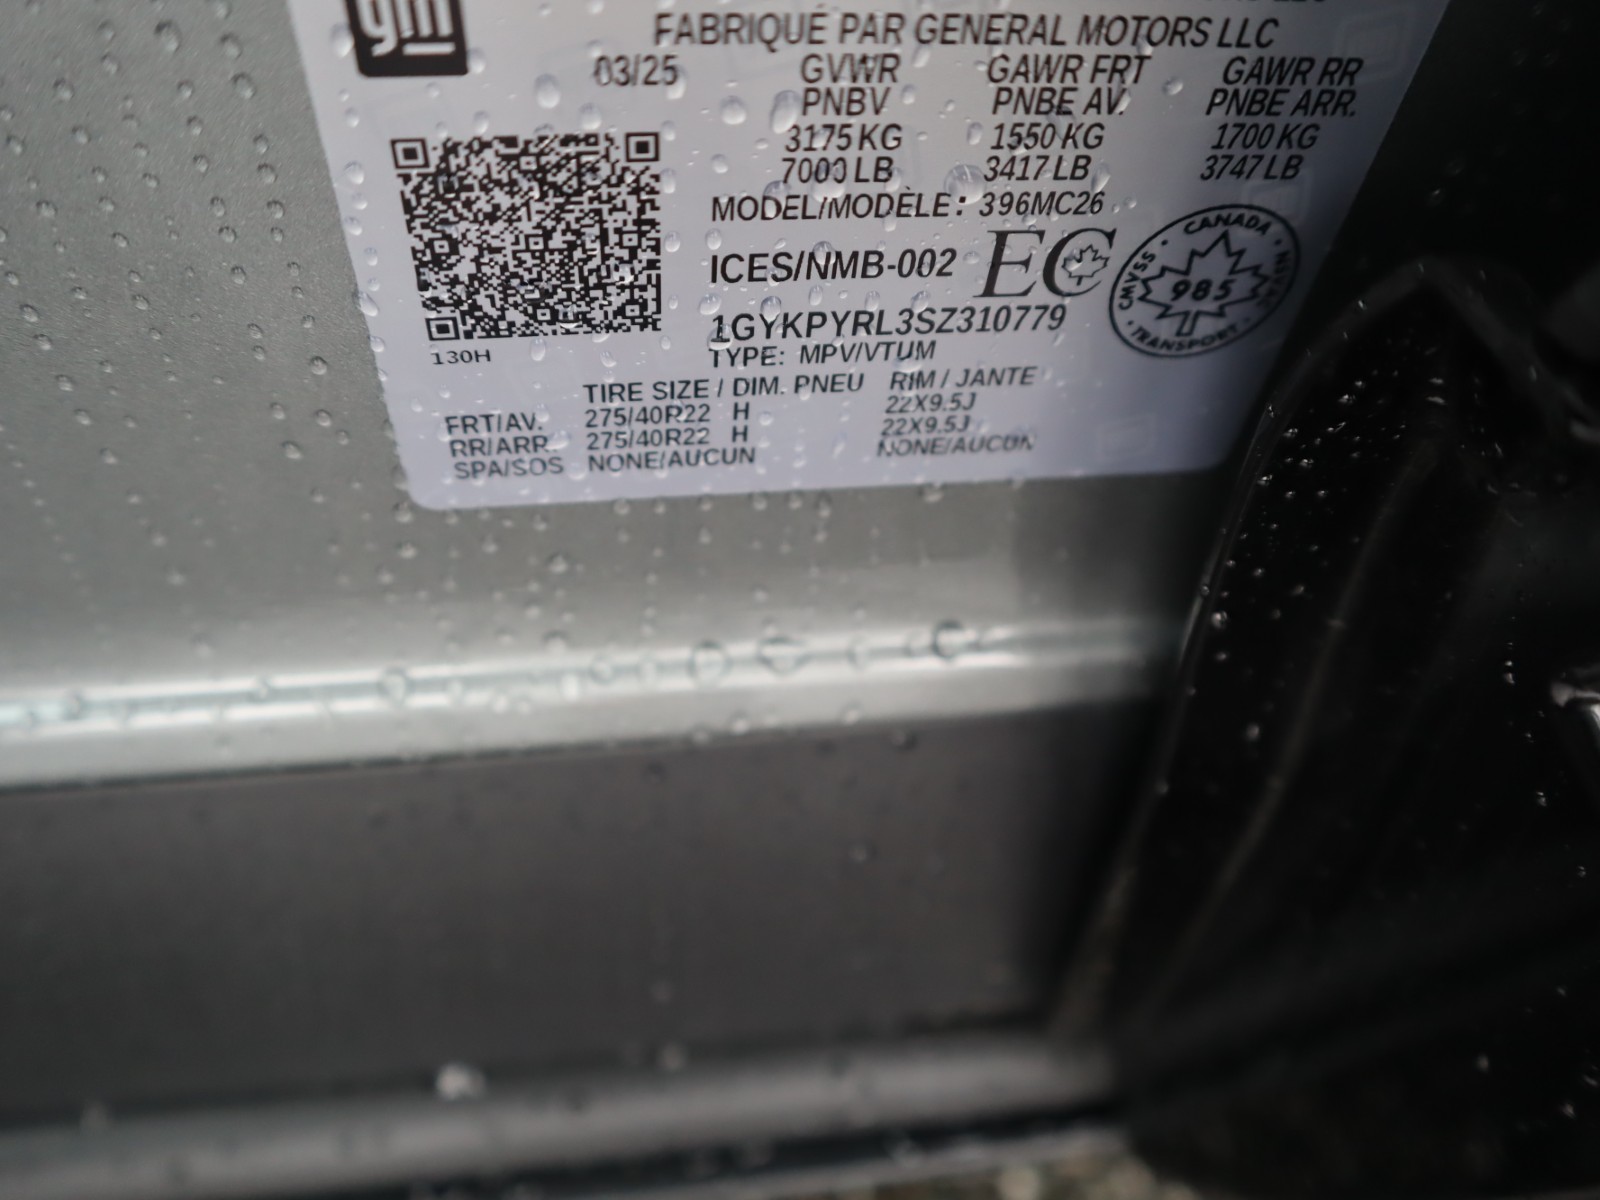 gm
FABRIQUÉ PAR GENERAL MOTORS LLC
03/25 GVWR GAWR FRT GAWR RR
PNBV PNBE AV. PNBE ARR.
3175 KG 1550 KG 1700 KG
7000 LB 3417 LB 3747 LB
MODEL/MODÈLE: 396MC26
ICES/NMB-002 EC
CANADA CMVSS 985 TRANSPORT
1GYKPYRL3SZ310779
130H TYPE: MPV/VTUM
TIRE SIZE / DIM. PNEU RIM / JANTE
FRT/AV. 275/40R22 H 22X9.5J
RR/ARR. 275/40R22 H 22X9.5J
SPA/SOS NONE/AUCUN NONE/AUCUN